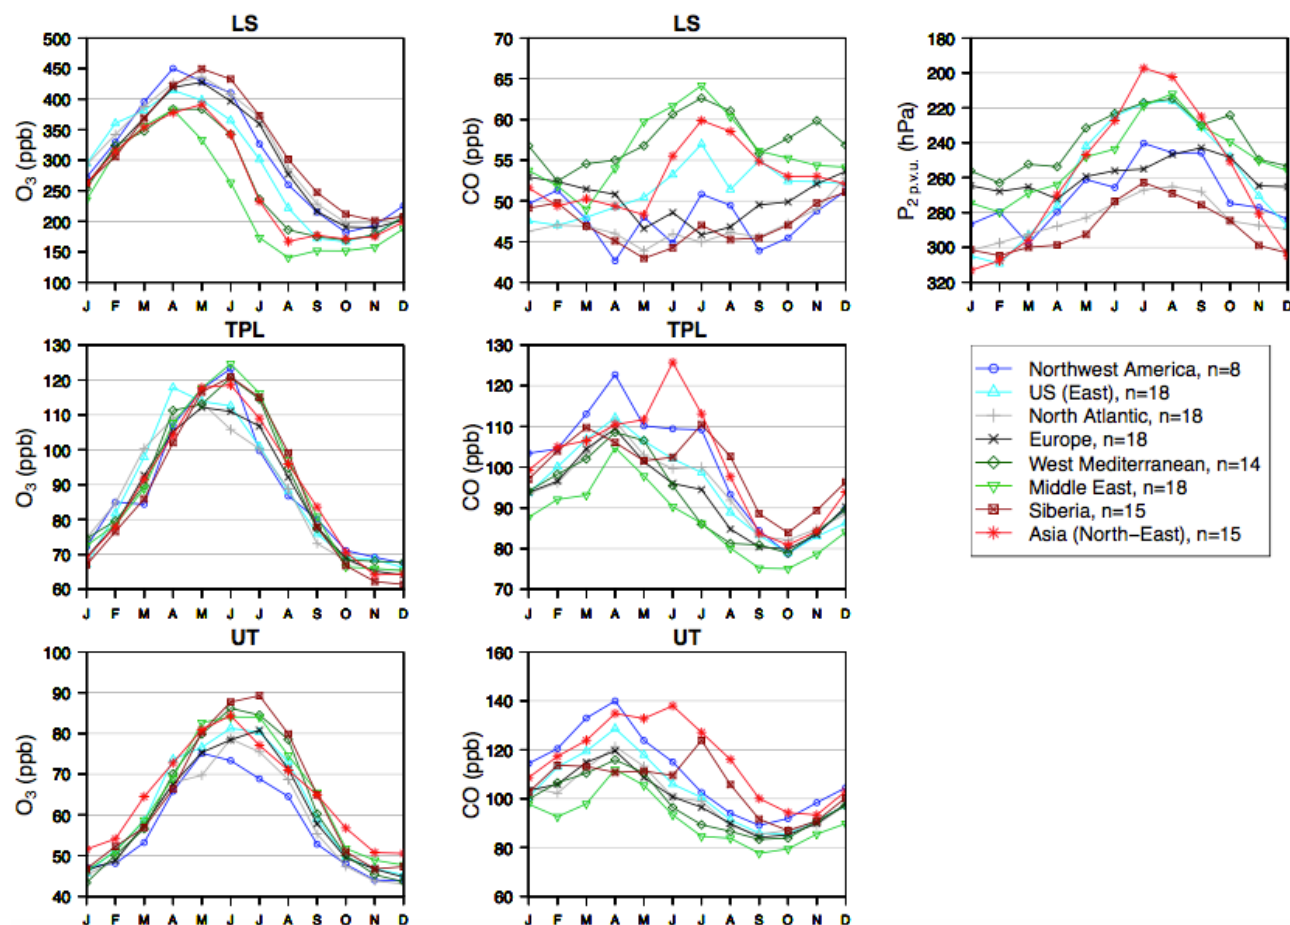 LS
O3 (ppb)
500
450
400
350
300
250
200
150
100
J F M A M J J A S O N D
LS
CO (ppb)
70
65
60
55
50
45
40
J F M A M J J A S O N D
P2 p.v.u. (hPa)
180
200
220
240
260
280
300
320
J F M A M J J A S O N D
TPL
O3 (ppb)
130
120
110
100
90
80
70
60
J F M A M J J A S O N D
TPL
CO (ppb)
130
120
110
100
90
80
70
J F M A M J J A S O N D
Northwest America, n=8
US (East), n=18
North Atlantic, n=18
Europe, n=18
West Mediterranean, n=14
Middle East, n=18
Siberia, n=15
Asia (North−East), n=15
UT
O3 (ppb)
100
90
80
70
60
50
40
J F M A M J J A S O N D
UT
CO (ppb)
160
140
120
100
80
60
J F M A M J J A S O N D